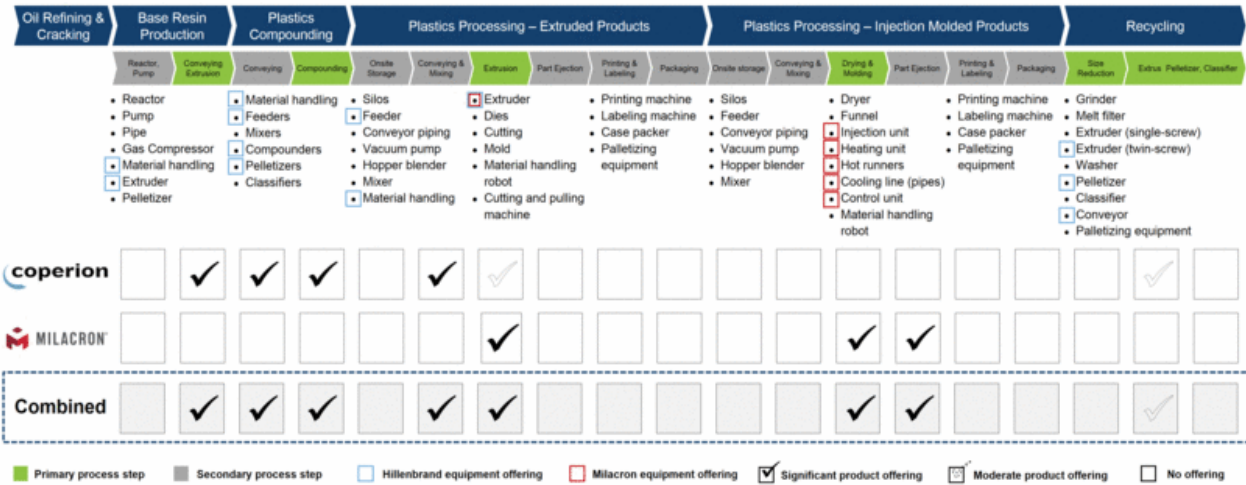 Oil Refining & Cracking
Base Resin Production
Plastics Compounding
Plastics Processing – Extruded Products
Plastics Processing – Injection Molded Products
Recycling
Reactor, Pump
Conveying Extrusion
Conveying
Compounding
Onsite Storage
Conveying & Mixing
Extrusion
Part Ejection
Printing & Labeling
Packaging
Onsite storage
Conveying & Mixing
Drying & Molding
Part Ejection
Printing & Labeling
Packaging
Size Reduction
Extrus Pelletizer, Classifier
• Reactor
• Pump
• Pipe
• Gas Compressor
• Material handling
• Extruder
• Pelletizer
• Material handling
• Feeders
• Mixers
• Compounders
• Pelletizers
• Classifiers
• Silos
• Feeder
• Conveyor piping
• Vacuum pump
• Hopper blender
• Mixer
• Material handling
• Extruder
• Dies
• Cutting
• Mold
• Material handling
robot
• Cutting and pulling
machine
• Printing machine
• Labeling machine
• Case packer
• Palletizing
equipment
• Silos
• Feeder
• Conveyor piping
• Vacuum pump
• Hopper blender
• Mixer
• Dryer
• Funnel
• Injection unit
• Heating unit
• Hot runners
• Cooling line (pipes)
• Control unit
• Material handling
robot
• Printing machine
• Labeling machine
• Case packer
• Palletizing
equipment
• Grinder
• Melt filter
• Extruder (single-screw)
• Extruder (twin-screw)
• Washer
• Pelletizer
• Classifier
• Conveyor
• Palletizing equipment
coperion
MILACRON
Combined
Primary process step
Secondary process step
Hillenbrand equipment offering
Milacron equipment offering
Significant product offering
Moderate product offering
No offering